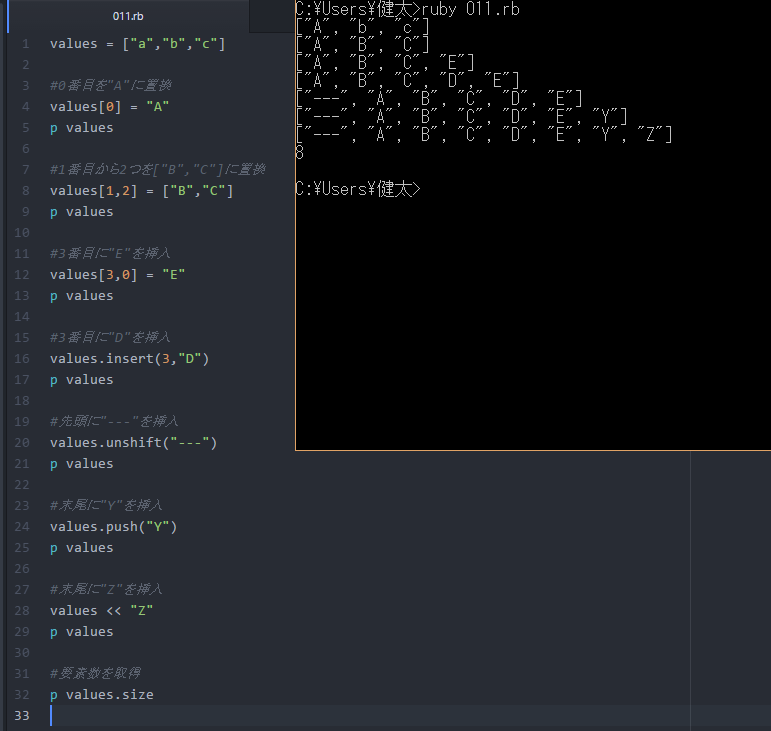 011.rb
1 values = ["a","b","c"]
2
3 #0番目を"A"に置換
4 values[0] = "A"
5 p values
6
7 #1番目から2つを["B","C"]に置換
8 values[1,2] = ["B","C"]
9 p values
10
11 #3番目に"E"を挿入
12 values[3,0] = "E"
13 p values
14
15 #3番目に"D"を挿入
16 values.insert(3,"D")
17 p values
18
19 #先頭に"---"を挿入
20 values.unshift("---")
21 p values
22
23 #末尾に"Y"を挿入
24 values.push("Y")
25 p values
26
27 #末尾に"Z"を挿入
28 values << "Z"
29 p values
30
31 #要素数を取得
32 p values.size
33
C:¥Users¥健太>ruby 011.rb
["A", "b", "c"]
["A", "B", "C"]
["A", "B", "C", "E"]
["A", "B", "C", "D", "E"]
["---", "A", "B", "C", "D", "E"]
["---", "A", "B", "C", "D", "E", "Y"]
["---", "A", "B", "C", "D", "E", "Y", "Z"]
8
C:¥Users¥健太>